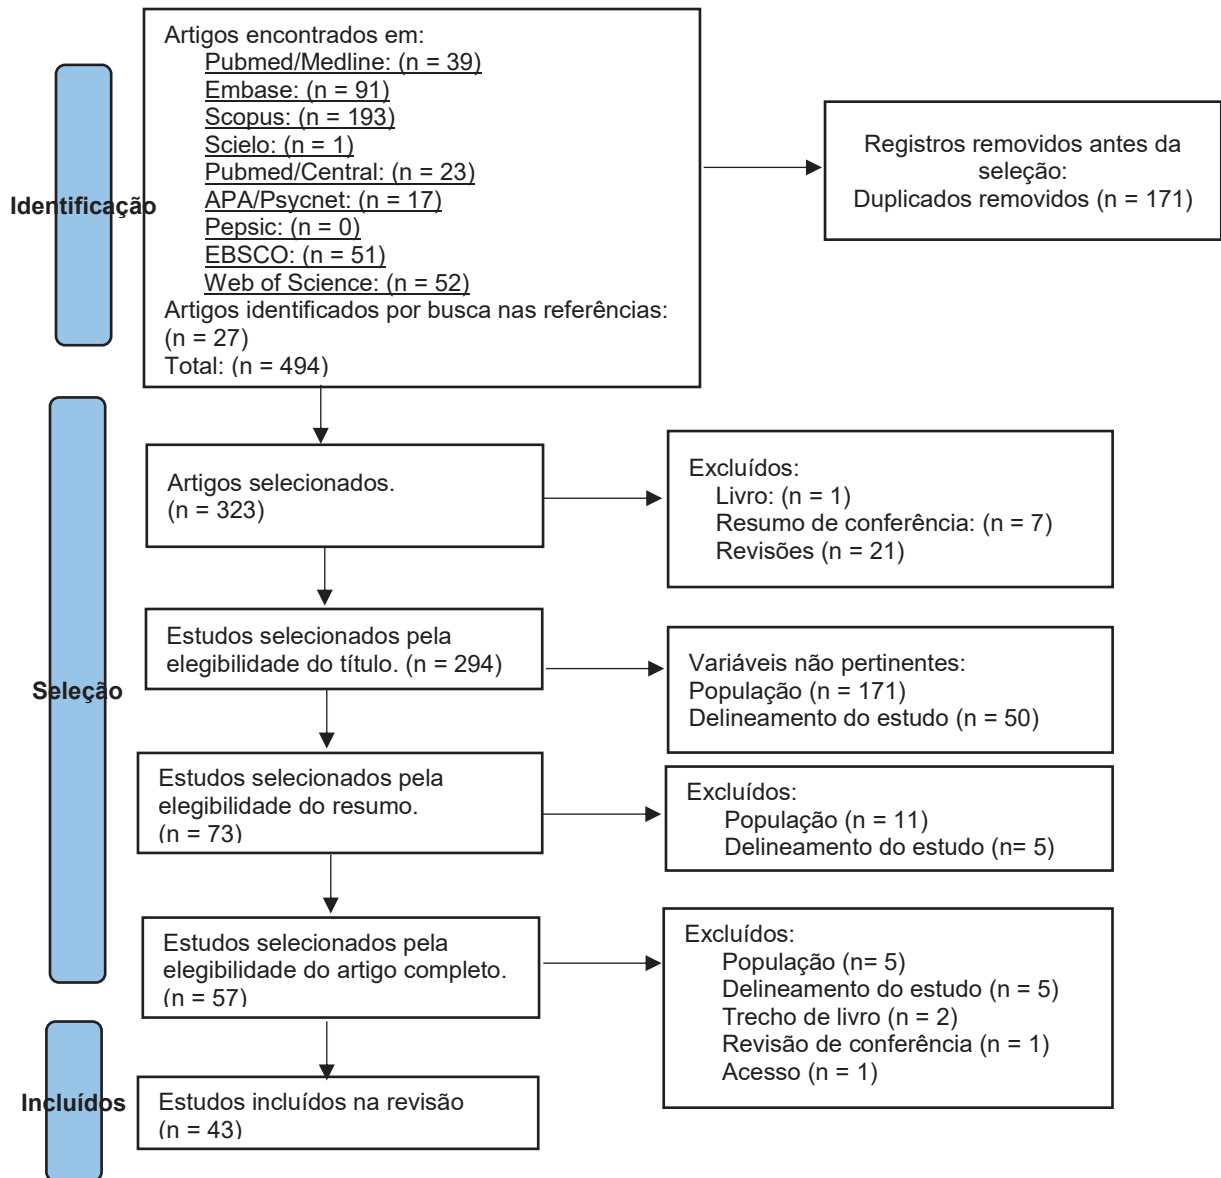 Artigos encontrados em:
Pubmed/Medline: (n = 39)
Embase: (n = 91)
Scopus: (n = 193)
Scielo: (n = 1)
Pubmed/Central: (n = 23)
APA/Psycnet: (n = 17)
Pepsic: (n = 0)
EBSCO: (n = 51)
Web of Science: (n = 52)
Artigos identificados por busca nas referências:
(n = 27)
Total: (n = 494)
Identificação
Registros removidos antes da
seleção:
Duplicados removidos (n = 171)
Artigos selecionados.
(n = 323)
Excluídos:
Livro: (n = 1)
Resumo de conferência: (n = 7)
Revisões (n = 21)
Estudos selecionados pela
elegibilidade do título. (n = 294)
Variáveis não pertinentes:
População (n = 171)
Delineamento do estudo (n = 50)
Seleção
Estudos selecionados pela
elegibilidade do resumo.
(n = 73)
Excluídos:
População (n = 11)
Delineamento do estudo (n= 5)
Estudos selecionados pela
elegibilidade do artigo completo.
(n = 57)
Excluídos:
População (n= 5)
Delineamento do estudo (n = 5)
Trecho de livro (n = 2)
Revisão de conferência (n = 1)
Acesso (n = 1)
Incluídos
Estudos incluídos na revisão
(n = 43)